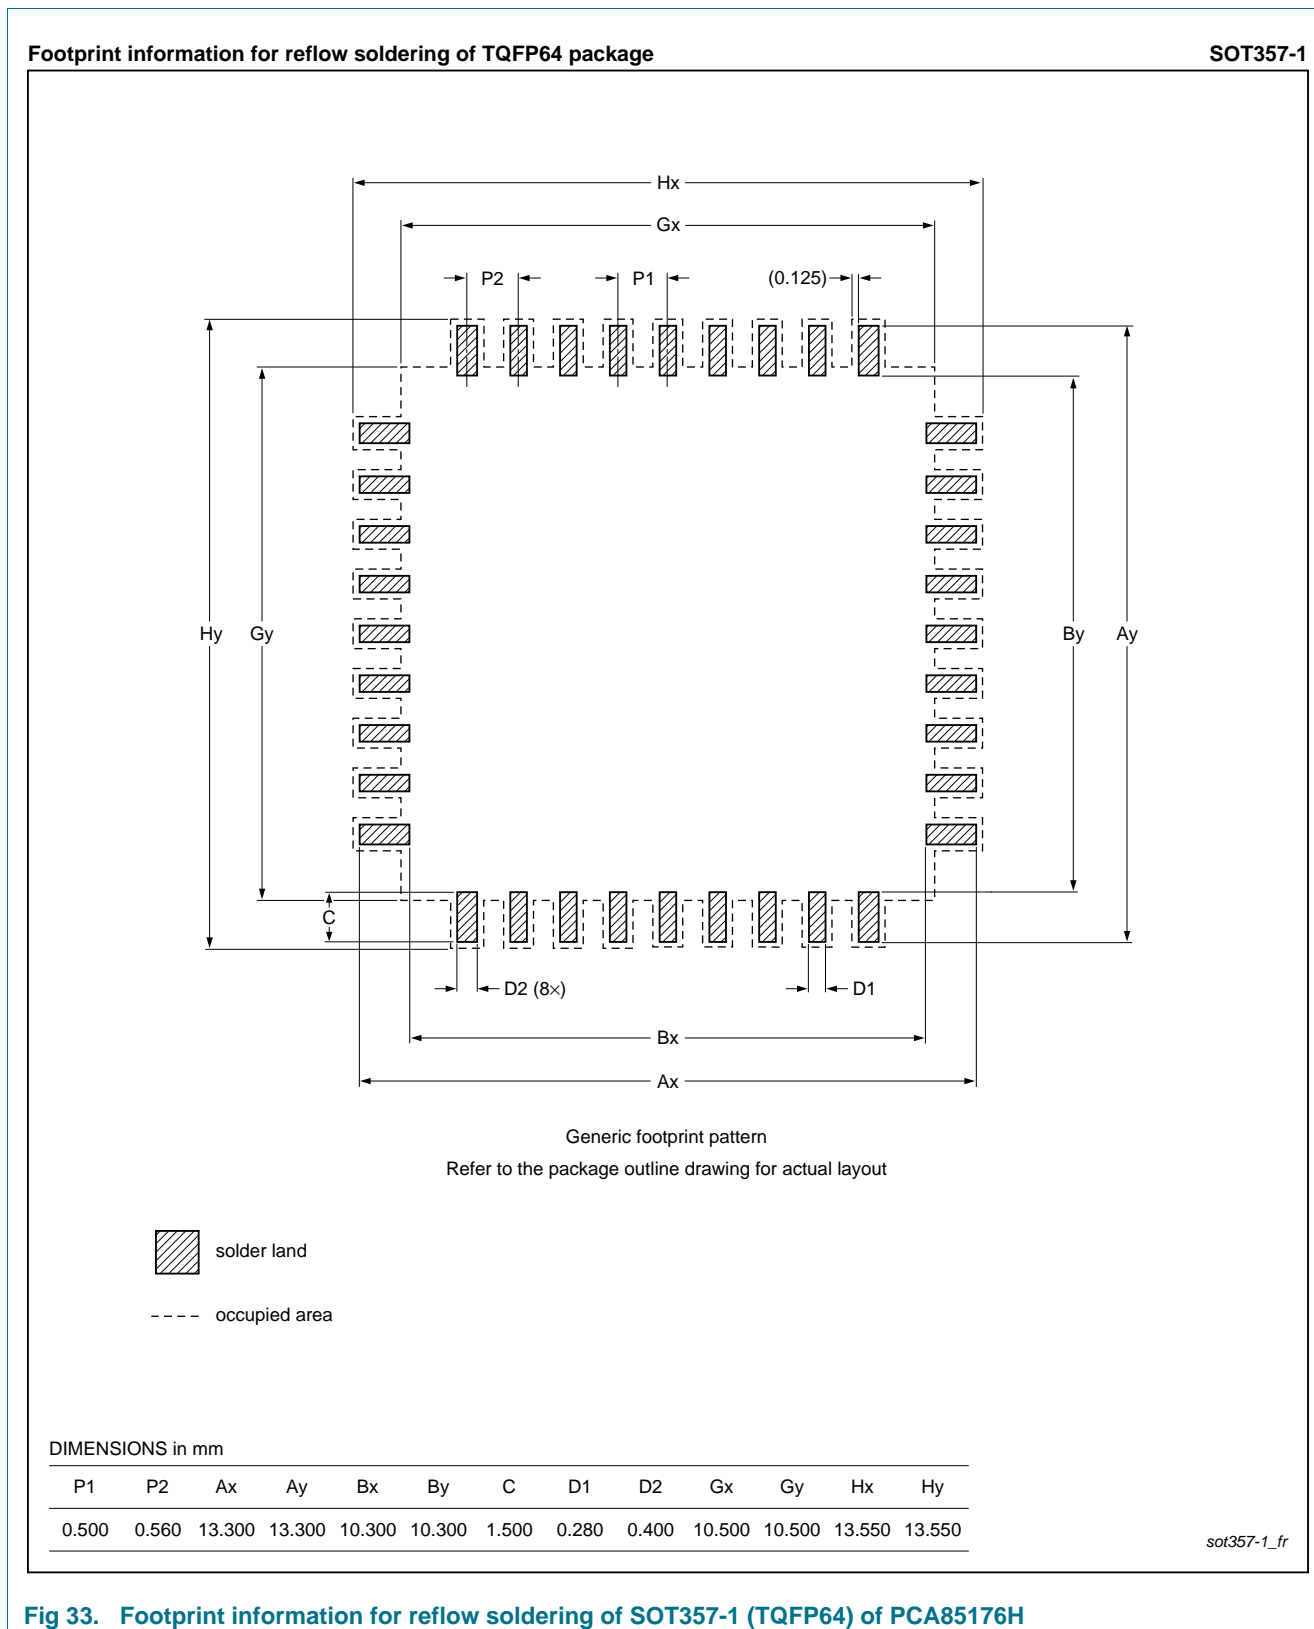 Footprint information for reflow soldering of TQFP64 package SOT357-1
Hx
Gx
P2 P1 (0.125)
Hy Gy By Ay
C
D2 (8×) D1
Bx
Ax
Generic footprint pattern
Refer to the package outline drawing for actual layout
solder land
occupied area
DIMENSIONS in mm
P1 P2 Ax Ay Bx By C D1 D2 Gx Gy Hx Hy
0.500 0.560 13.300 13.300 10.300 10.300 1.500 0.280 0.400 10.500 10.500 13.550 13.550
sot357-1_fr
Fig 33. Footprint information for reflow soldering of SOT357-1 (TQFP64) of PCA85176H